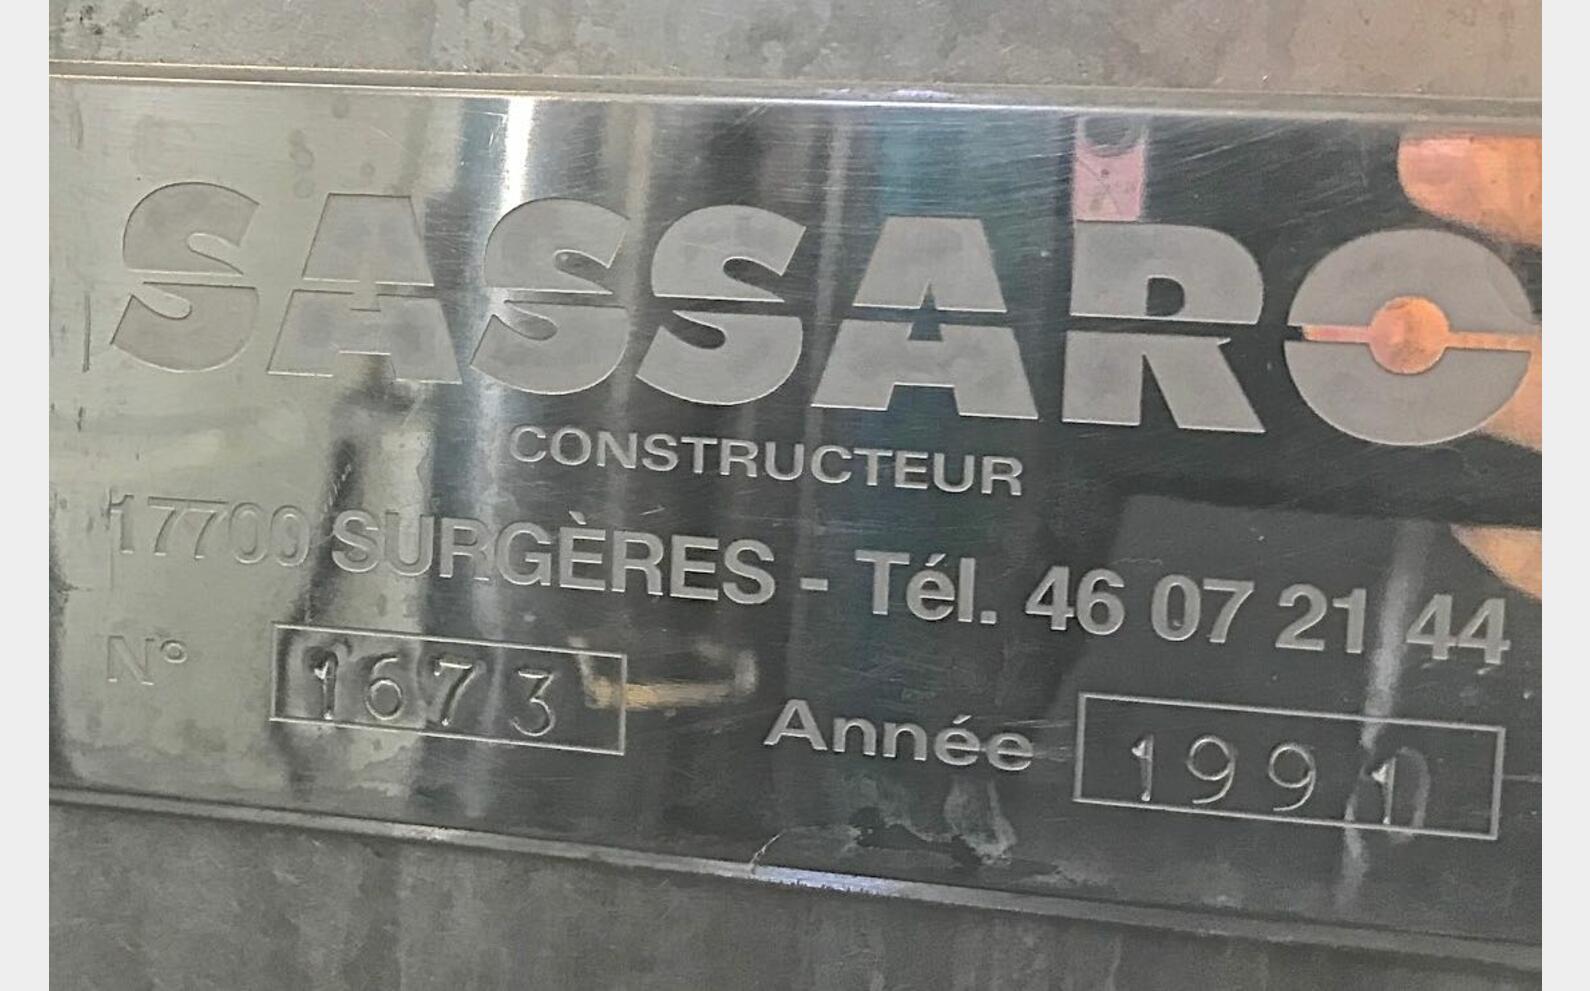 SASSARO
CONSTRUCTEUR
17700 SURGÈRES - Tél. 46 07 21 44
N° 1673 Année 1991